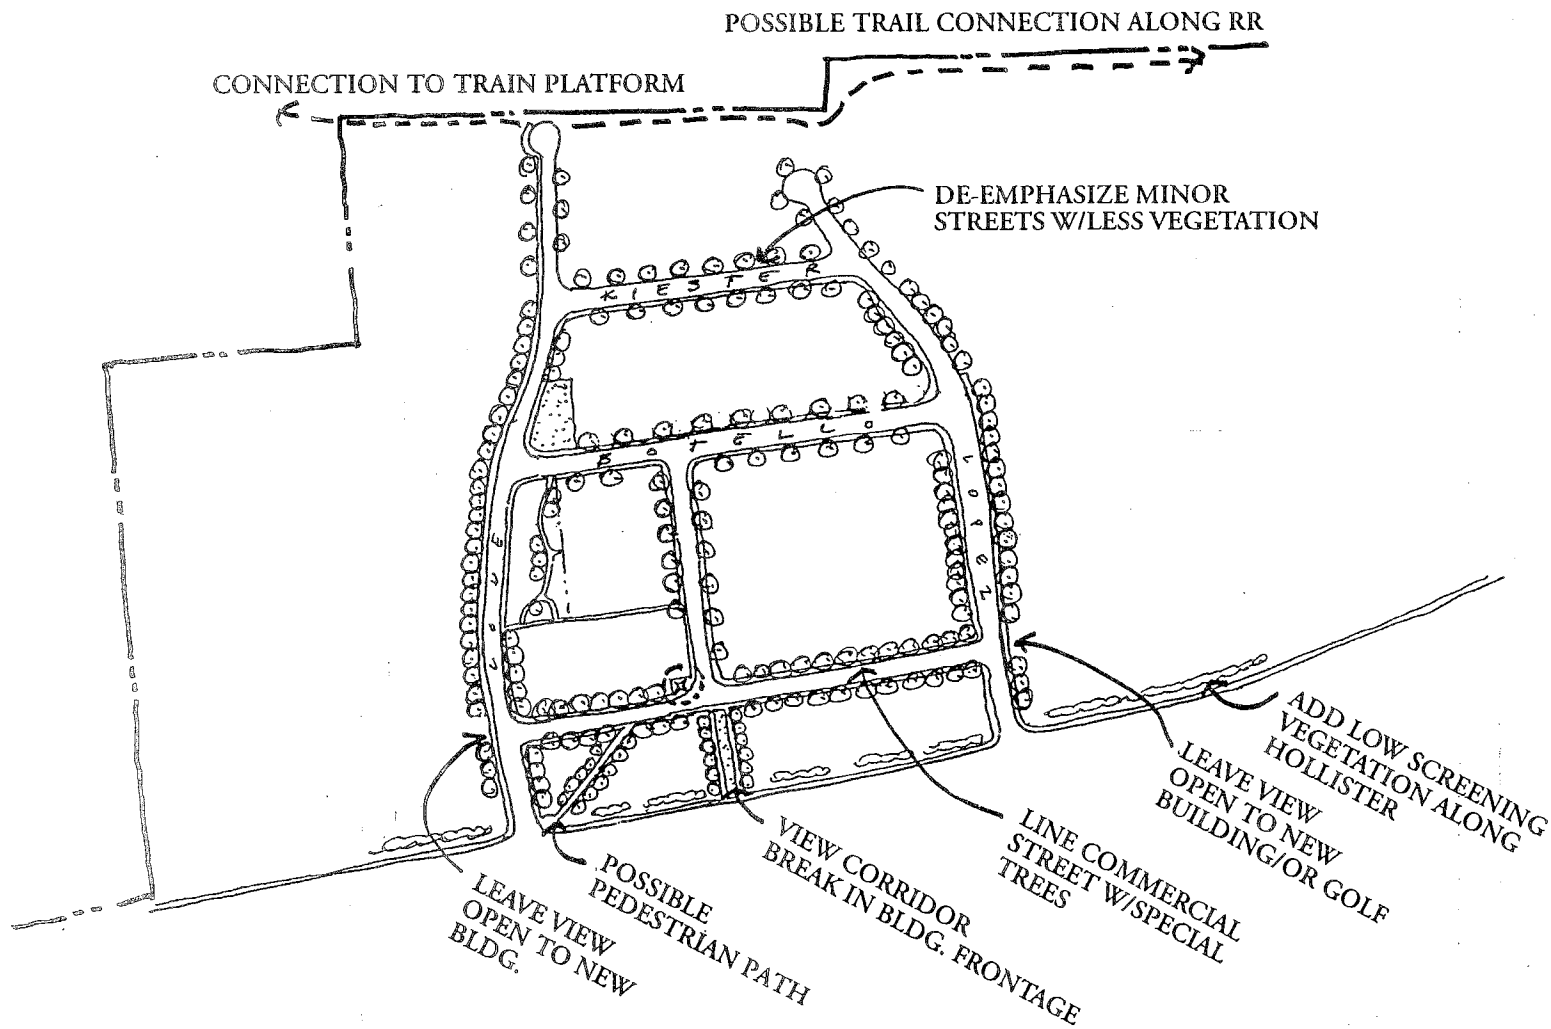 POSSIBLE TRAIL CONNECTION ALONG RR
CONNECTION TO TRAIN PLATFORM
DE-EMPHASIZE MINOR
STREETS W/LESS VEGETATION
KIESTER
BOTELLO
LOVE
LOPEZ
ADD LOW SCREENING
VEGETATION ALONG
HOLLISTER
LEAVE VIEW
OPEN TO NEW
BUILDING/OR GOLF
LINE COMMERCIAL
STREET W/SPECIAL
TREES
VIEW CORRIDOR
BREAK IN BLDG. FRONTAGE
POSSIBLE
PEDESTRIAN PATH
LEAVE VIEW
OPEN TO NEW
BLDG.